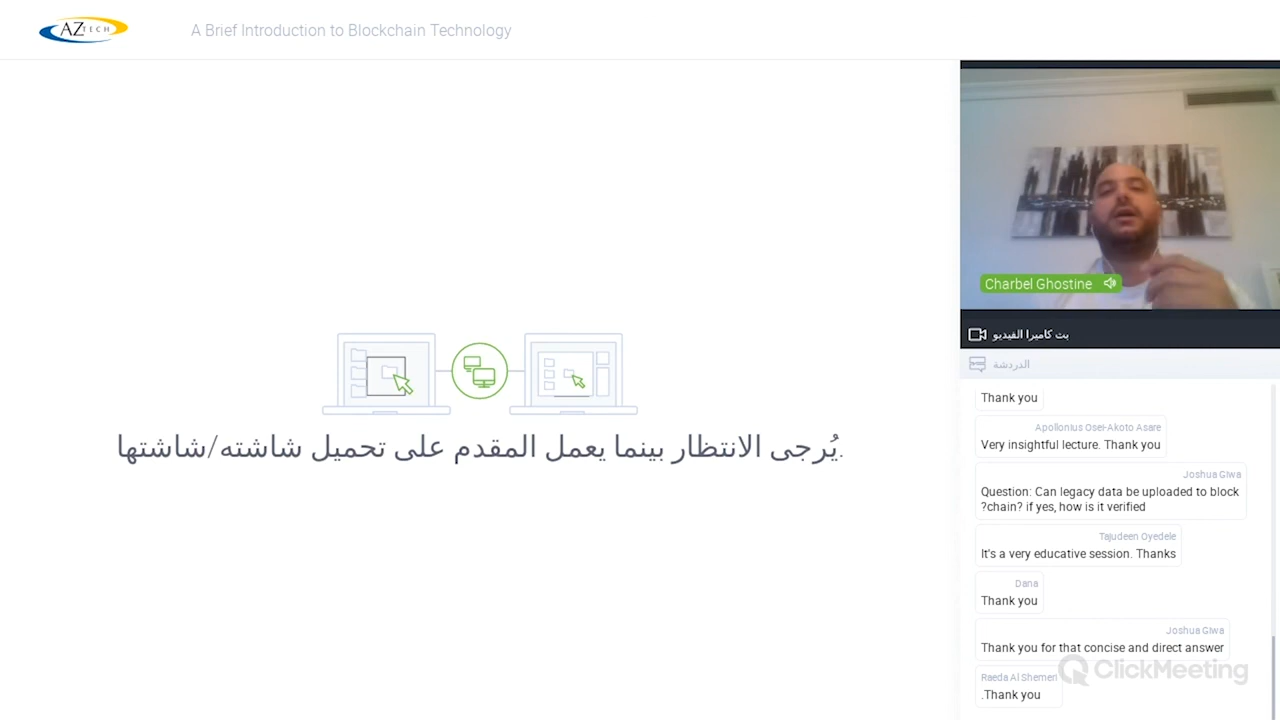 AZTECH
A Brief Introduction to Blockchain Technology
يُرجى الانتظار بينما يعمل المقدم على تحميل شاشته/شاشتها.
Charbel Ghostine
بث كاميرا الفيديو
الدردشة
Thank you
Apollonius Osei-Akoto Asare
Very insightful lecture. Thank you
Joshua Giwa
Question: Can legacy data be uploaded to block
?chain? if yes, how is it verified
Tajudeen Oyedele
It's a very educative session. Thanks
Dana
Thank you
Joshua Giwa
Thank you for that concise and direct answer
Raeda Al Shemeri
.Thank you
ClickMeeting